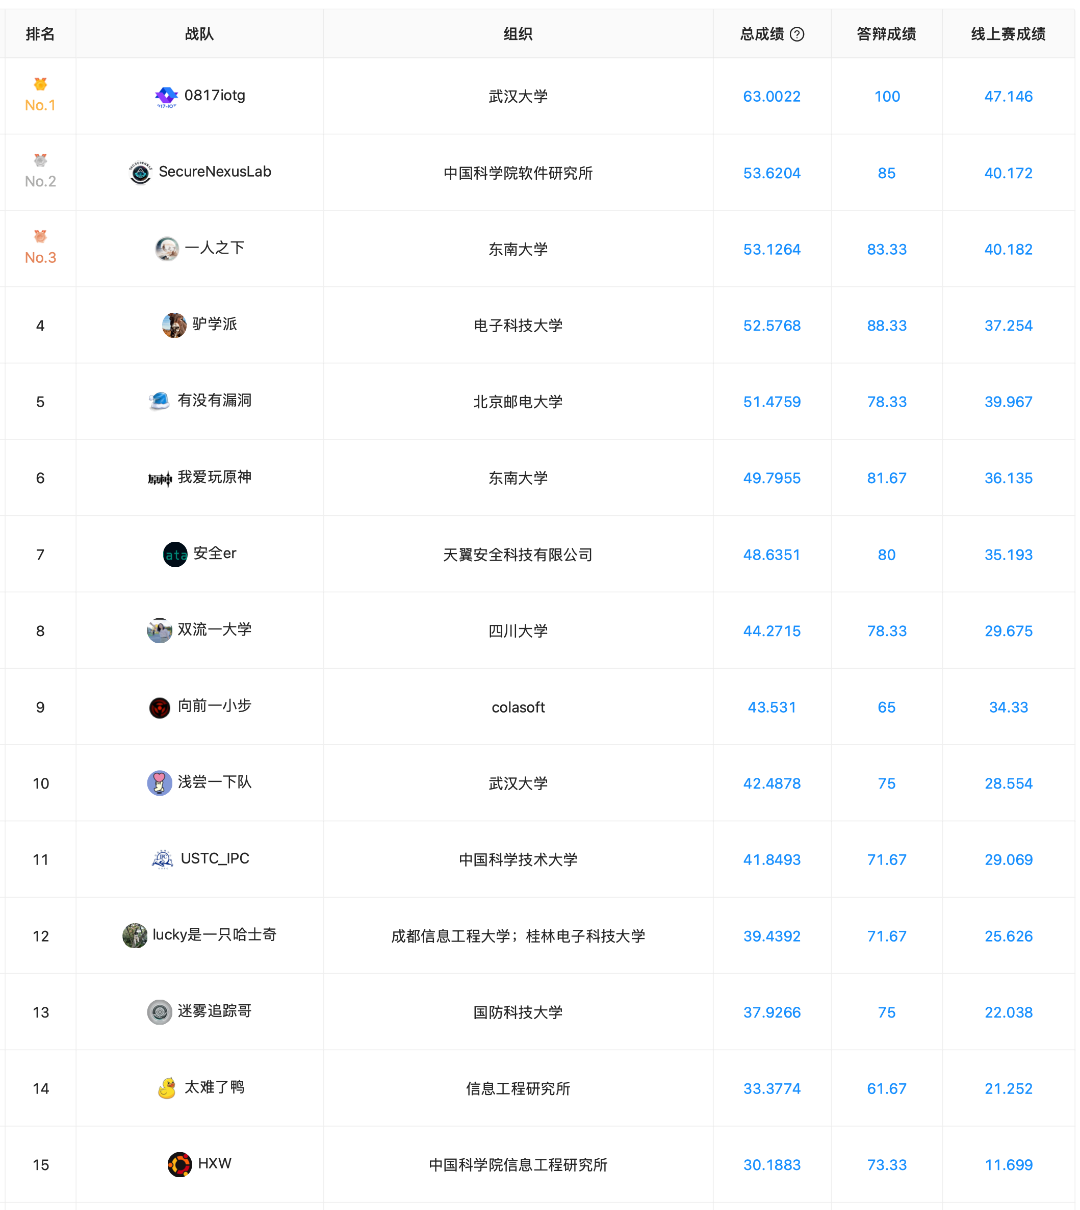 排名 战队 组织 总成绩 答辩成绩 线上赛成绩
No.1 0817iotg 武汉大学 63.0022 100 47.146
No.2 SecureNexusLab 中国科学院软件研究所 53.6204 85 40.172
No.3 一人之下 东南大学 53.1264 83.33 40.182
4 驴学派 电子科技大学 52.5768 88.33 37.254
5 有没有漏洞 北京邮电大学 51.4759 78.33 39.967
6 原神 我爱玩原神 东南大学 49.7955 81.67 36.135
7 ata 安全er 天翼安全科技有限公司 48.6351 80 35.193
8 双流一大学 四川大学 44.2715 78.33 29.675
9 向前一小步 colasoft 43.531 65 34.33
10 浅尝一下队 武汉大学 42.4878 75 28.554
11 USTC_IPC 中国科学技术大学 41.8493 71.67 29.069
12 lucky是一只哈士奇 成都信息工程大学；桂林电子科技大学 39.4392 71.67 25.626
13 迷雾追踪哥 国防科技大学 37.9266 75 22.038
14 太难了鸭 信息工程研究所 33.3774 61.67 21.252
15 HXW 中国科学院信息工程研究所 30.1883 73.33 11.699